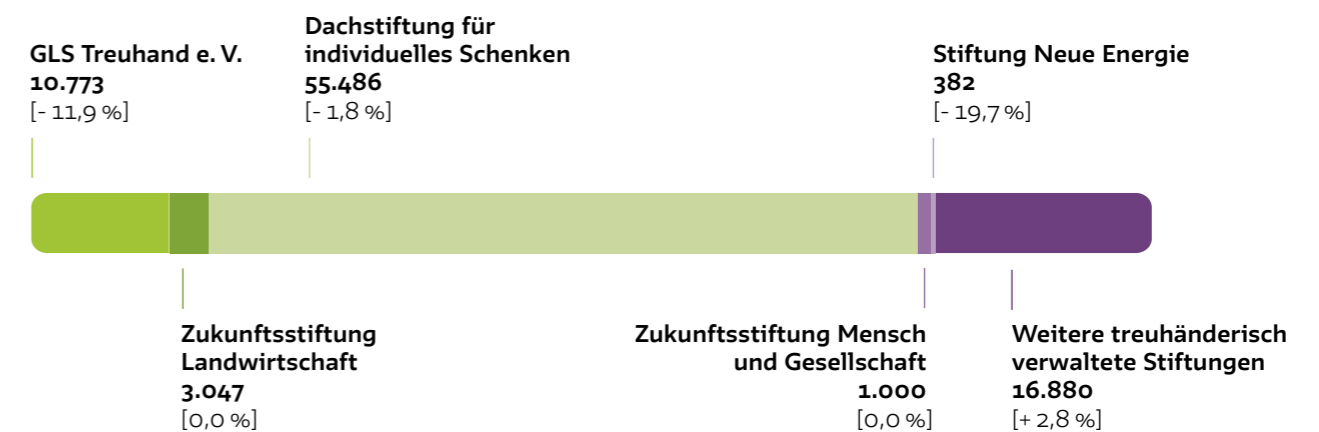 GLS Treuhand e. V.
10.773
[- 11,9 %]
Dachstiftung für
individuelles Schenken
55.486
[- 1,8 %]
Stiftung Neue Energie
382
[- 19,7 %]
Zukunftsstiftung
Landwirtschaft
3.047
[0,0 %]
Zukunftsstiftung Mensch
und Gesellschaft
1.000
[0,0 %]
Weitere treuhänderisch
verwaltete Stiftungen
16.880
[+ 2,8 %]